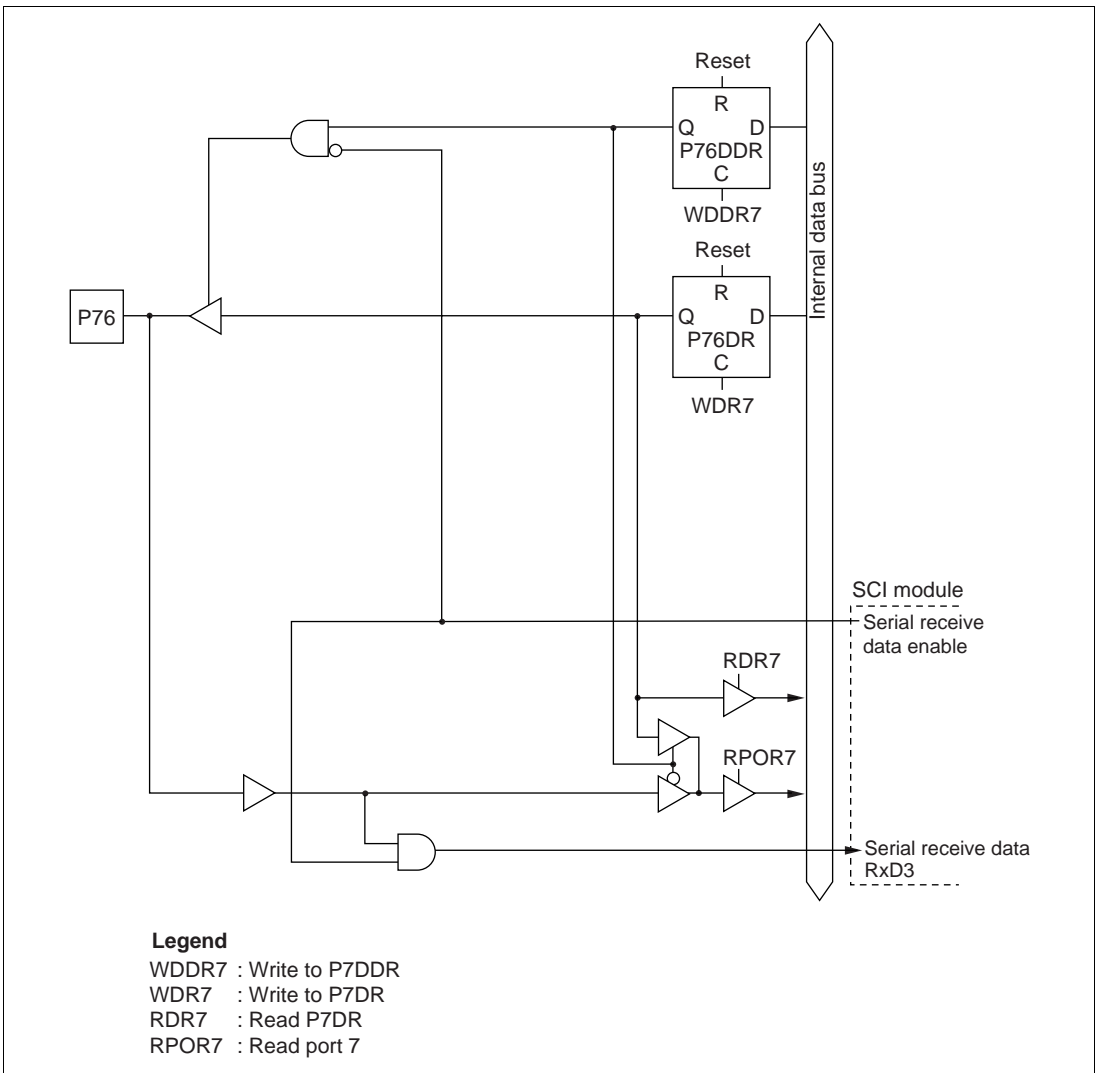 Reset
R
Q D
P76DDR
C
WDDR7
Reset
R
Q D
P76DR
C
WDR7
Internal data bus
P76
SCI module
Serial receive
data enable
RDR7
RPOR7
Serial receive data
RxD3
Legend
WDDR7 : Write to P7DDR
WDR7 : Write to P7DR
RDR7 : Read P7DR
RPOR7 : Read port 7